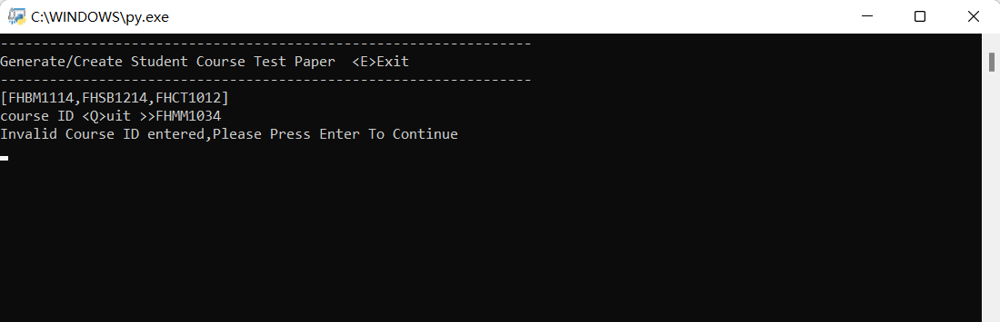 C:\WINDOWS\py.exe
-----------------------------------------------------------------
Generate/Create Student Course Test Paper  <E>Exit
-----------------------------------------------------------------
[FHBM1114,FHSB1214,FHCT1012]
course ID <Q>uit >>FHMM1034
Invalid Course ID entered,Please Press Enter To Continue